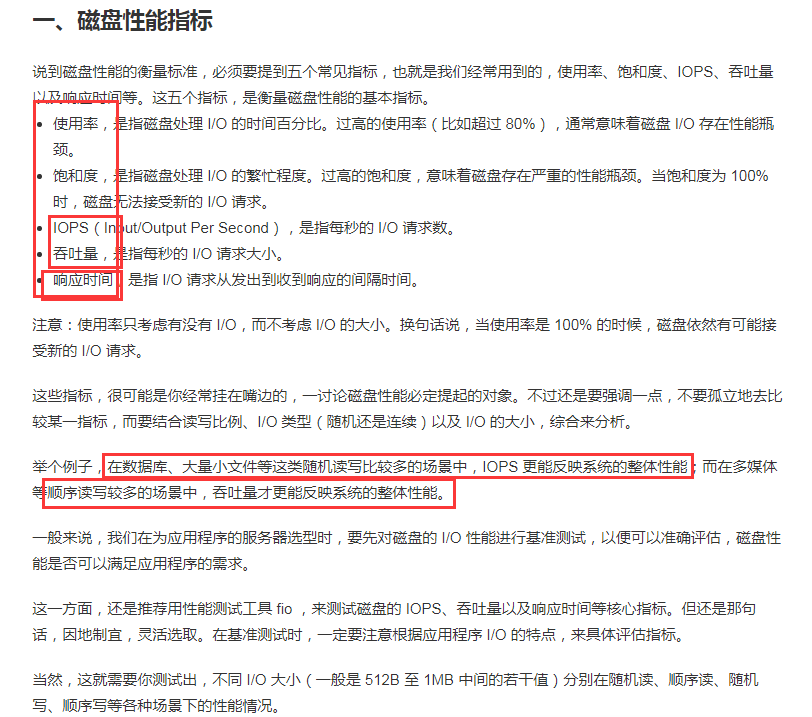 一、磁盘性能指标
说到磁盘性能的衡量标准，必须要提到五个常见指标，也就是我们经常用到的，使用率、饱和度、IOPS、吞吐量
以及响应时间等。这五个指标，是衡量磁盘性能的基本指标。
• 使用率，是指磁盘处理 I/O 的时间百分比。过高的使用率（比如超过 80%），通常意味着磁盘 I/O 存在性能瓶
颈。
• 饱和度，是指磁盘处理 I/O 的繁忙程度。过高的饱和度，意味着磁盘存在严重的性能瓶颈。当饱和度为 100%
时，磁盘无法接受新的 I/O 请求。
• IOPS（Input/Output Per Second），是指每秒的 I/O 请求数。
• 吞吐量，是指每秒的 I/O 请求大小。
• 响应时间，是指 I/O 请求从发出到收到响应的间隔时间。
注意：使用率只考虑有没有 I/O，而不考虑 I/O 的大小。换句话说，当使用率是 100% 的时候，磁盘依然有可能接
受新的 I/O 请求。
这些指标，很可能是你经常挂在嘴边的，一讨论磁盘性能必定提起的对象。不过还是要强调一点，不要孤立地去比
较某一指标，而要结合读写比例、I/O 类型（随机还是连续）以及 I/O 的大小，综合来分析。
举个例子，在数据库、大量小文件等这类随机读写比较多的场景中，IOPS 更能反映系统的整体性能；而在多媒体
等顺序读写较多的场景中，吞吐量才更能反映系统的整体性能。
一般来说，我们在为应用程序的服务器选型时，要先对磁盘的 I/O 性能进行基准测试，以便可以准确评估，磁盘性
能是否可以满足应用程序的需求。
这一方面，还是推荐用性能测试工具 fio ，来测试磁盘的 IOPS、吞吐量以及响应时间等核心指标。但还是那句
话，因地制宜，灵活选取。在基准测试时，一定要注意根据应用程序 I/O 的特点，来具体评估指标。
当然，这就需要你测试出，不同 I/O 大小（一般是 512B 至 1MB 中间的若干值）分别在随机读、顺序读、随机
写、顺序写等各种场景下的性能情况。